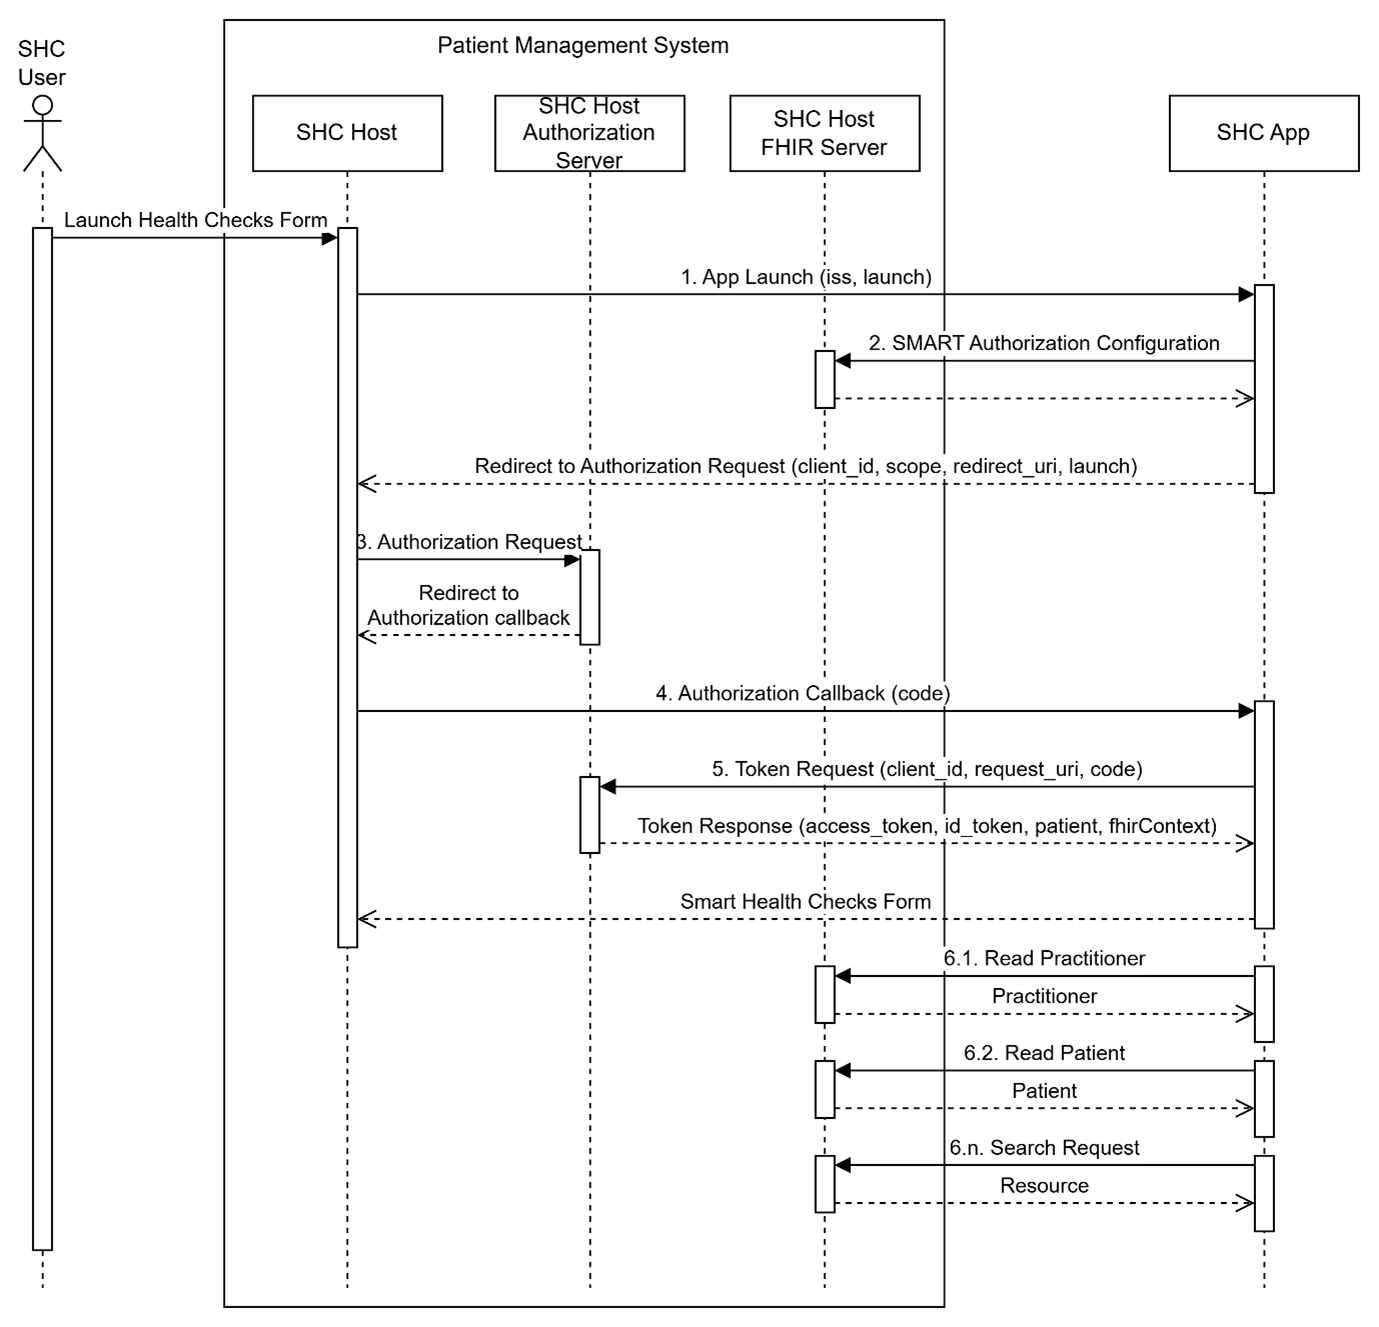 Patient Management System
SHC
User
SHC Host
SHC Host
Authorization
Server
SHC Host
FHIR Server
SHC App
Launch Health Checks Form
1. App Launch (iss, launch)
2. SMART Authorization Configuration
Redirect to Authorization Request (client_id, scope, redirect_uri, launch)
3. Authorization Request
Redirect to
Authorization callback
4. Authorization Callback (code)
5. Token Request (client_id, request_uri, code)
Token Response (access_token, id_token, patient, fhirContext)
Smart Health Checks Form
6.1. Read Practitioner
Practitioner
6.2. Read Patient
Patient
6.n. Search Request
Resource